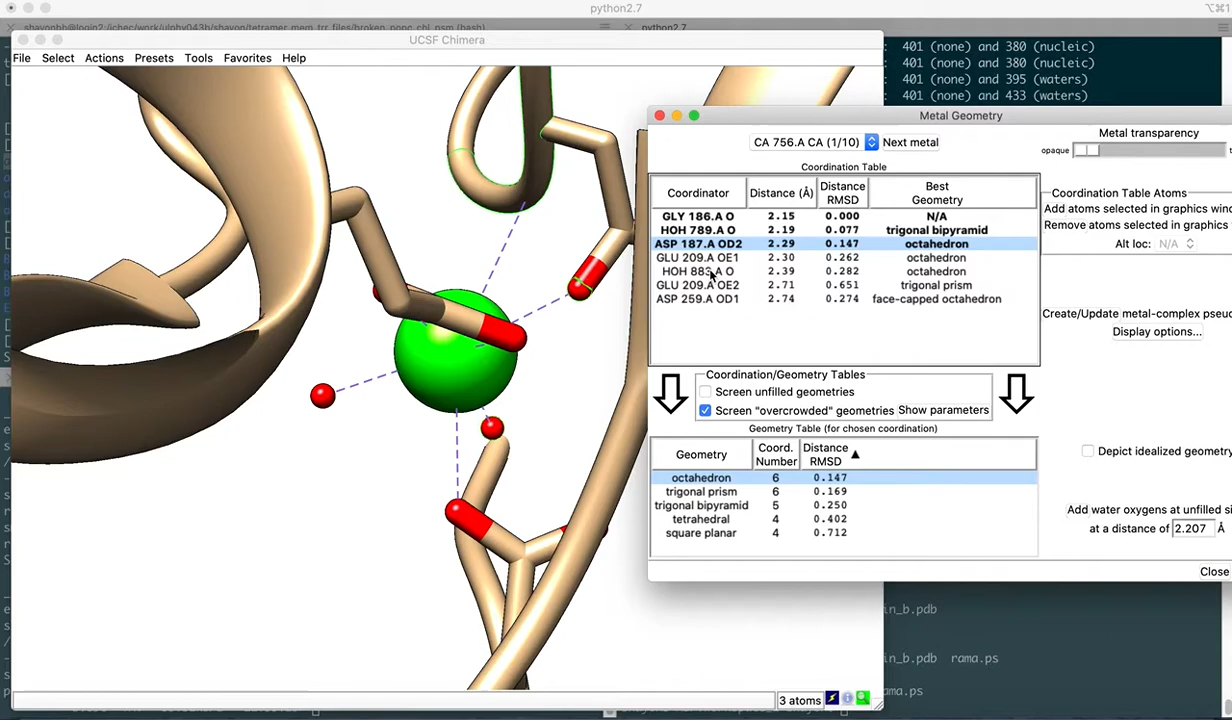 python2.7
⌥⌘1
shayonbb@login2:/ichec/work/ulphy043b/shayon/tetramer_mem_trr_files/broken_popc_cbl_psm (bash)
python2.7
UCSF Chimera
File Select Actions Presets Tools Favorites Help
: 401 (none) and 380 (nucleic)
: 401 (none) and 380 (nucleic)
: 401 (none) and 395 (waters)
: 401 (none) and 433 (waters)
Metal Geometry
CA 756.A CA (1/10) Next metal
Metal transparency
opaque
Coordination Table
Coordinator Distance (Å) Distance RMSD Best Geometry
GLY 186.A O 2.15 0.000 N/A
HOH 789.A O 2.19 0.077 trigonal bipyramid
ASP 187.A OD2 2.29 0.147 octahedron
GLU 209.A OE1 2.30 0.262 octahedron
HOH 883.A O 2.39 0.282 octahedron
GLU 209.A OE2 2.71 0.651 trigonal prism
ASP 259.A OD1 2.74 0.274 face-capped octahedron
Coordination Table Atoms
Add atoms selected in graphics wind
Remove atoms selected in graphics
Alt loc: N/A
Create/Update metal-complex pseud
Display options...
Coordination/Geometry Tables
Screen unfilled geometries
Screen "overcrowded" geometries Show parameters
Geometry Table (for chosen coordination)
Geometry Coord. Number Distance RMSD ▲
octahedron 6 0.147
trigonal prism 6 0.169
trigonal bipyramid 5 0.250
tetrahedral 4 0.402
square planar 4 0.712
Depict idealized geometry
Add water oxygens at unfilled si
at a distance of 2.207 Å
Close
in_b.pdb
in_b.pdb rama.ps
ama.ps
3 atoms